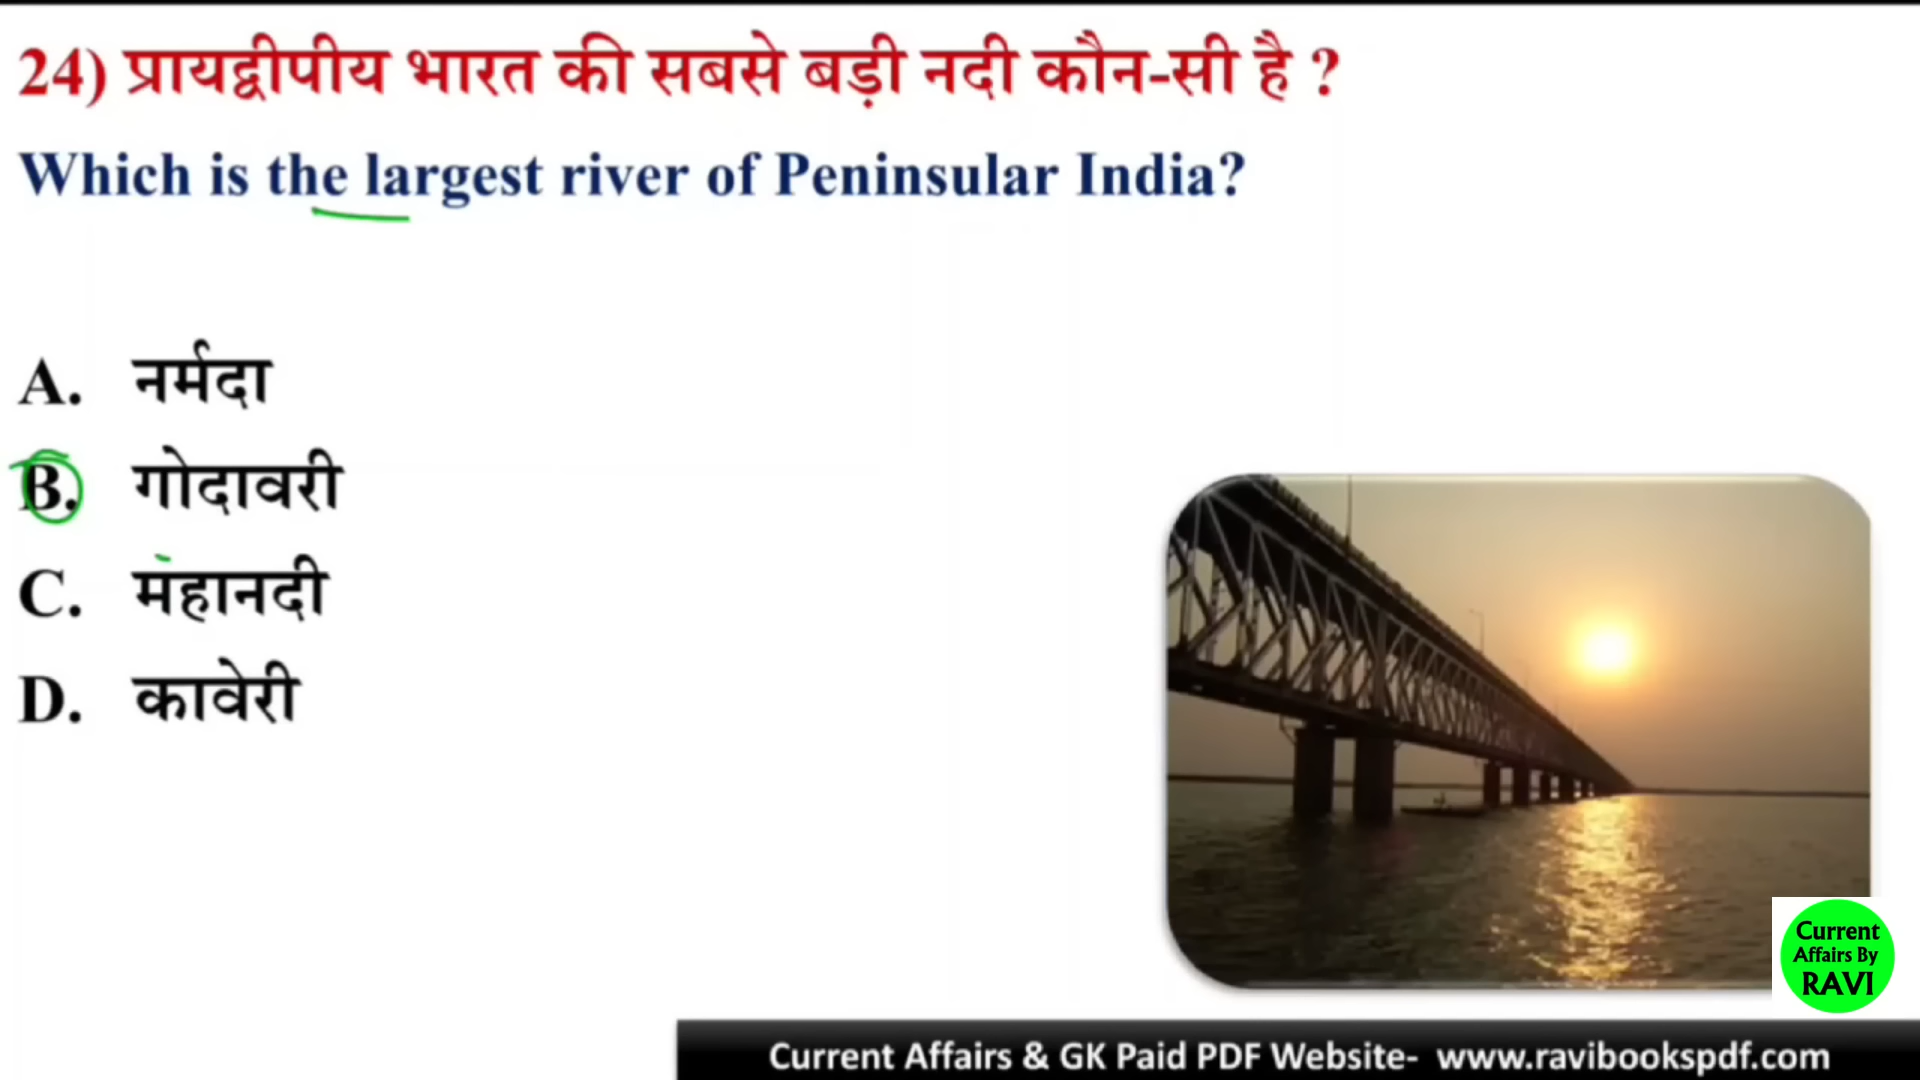 24) प्रायद्वीपीय भारत की सबसे बड़ी नदी कौन-सी है ?
Which is the largest river of Peninsular India?
A. नर्मदा
B. गोदावरी
C. महानदी
D. कावेरी
Current
Affairs By
RAVI
Current Affairs & GK Paid PDF Website- www.ravibookspdf.com